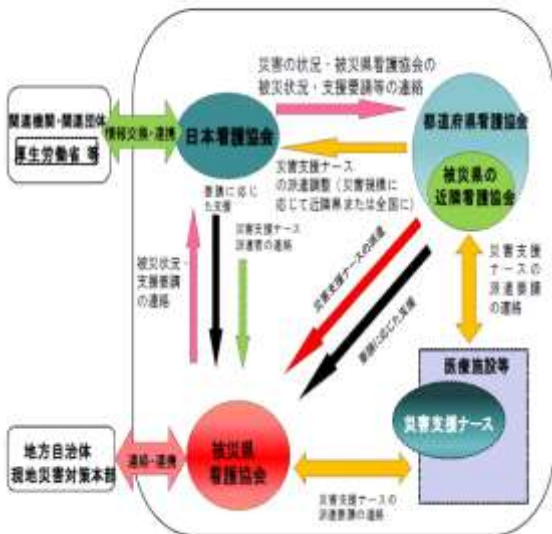 災害の状況・被災県看護協会の
被災状況・支援要請等の連絡
関連機関・関連団体
厚生労働省 等
情報交換・連携
日本看護協会
都道府県看護協会
災害支援ナース
の派遣調整（災害規模に
応じて近隣県または全国に）
被災県の
近隣看護協会
要請に応じ
た支援
災害支援ナース
派遣者の連絡
被災状況・
支援要請
の連絡
災害支援ナースの派遣
要請に応じた支援
災害支援
ナースの
派遣要請
の連絡
医療施設等
災害支援ナース
地方自治体
現地災害対策本部
連絡・連携
被災県
看護協会
災害支援ナースの
派遣要請の連絡